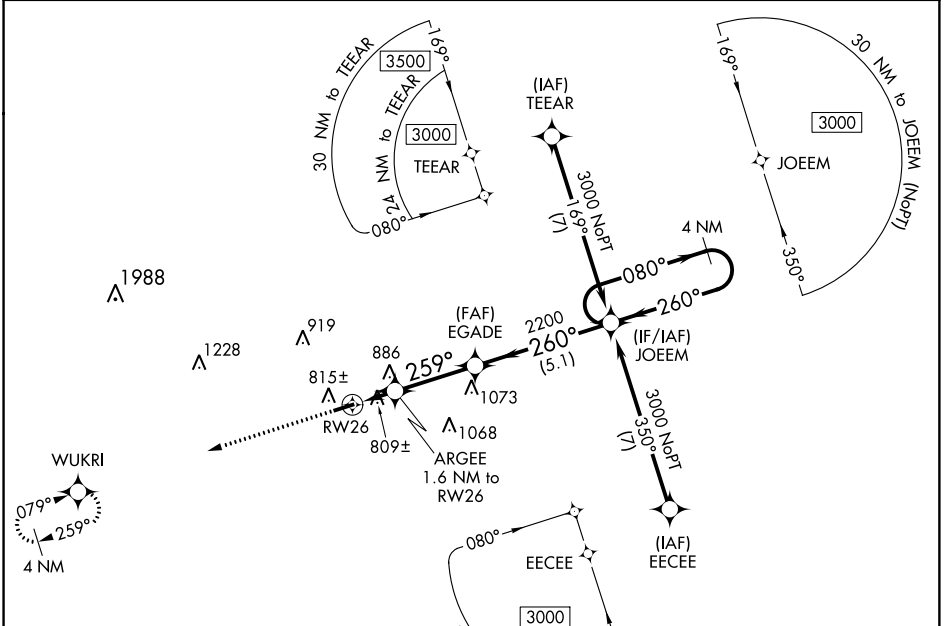 30 NM to TEEAR
3500
169°
24 NM to TEEAR
3000
TEEAR
080°
(IAF)
TEEAR
3000 NoPT
169°
(7)
169°
30 NM to JOEEM (NoPT)
3000
JOEEM
350°
4 NM
080°
260°
(IF/IAF)
JOEEM
1988
919
1228
815±
886
(FAF)
EGADE
2200
260°
(5.1)
259°
1073
RW26
809±
1068
ARGEE
1.6 NM to
RW26
3000 NoPT
350°
(7)
(IAF)
EECEE
WUKRI
079°
259°
4 NM
080°
EECEE
3000